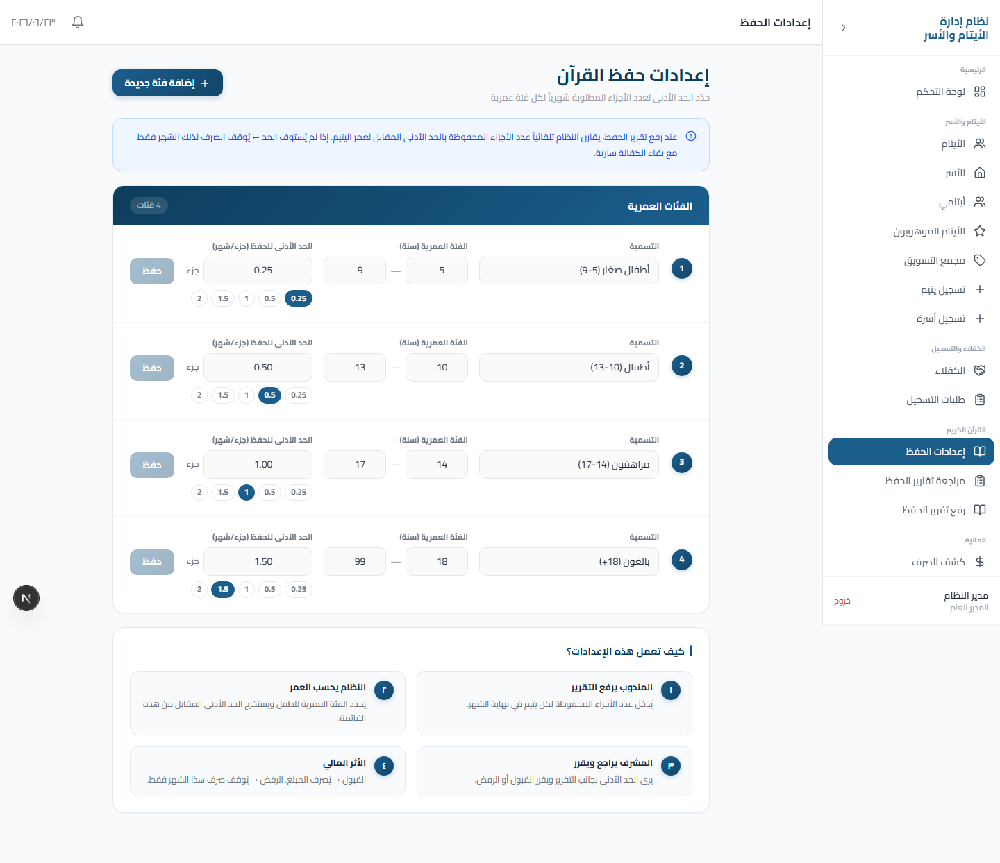 نظام إدارة
الأيتام والأسر
الرئيسية
لوحة التحكم
الأيتام والأسر
الأيتام
الأسر
أيتامي
الأيتام الموهوبون
مجمع التسويق
تسجيل يتيم
تسجيل أسرة
الكفلاء والتسجيل
الكفلاء
طلبات التسجيل
القرآن الكريم
إعدادات الحفظ
مراجعة تقارير الحفظ
رفع تقرير الحفظ
المالية
كشف الصرف
مدير النظام
المدير العام
خروج
إعدادات الحفظ
٢٠٢٦/٠٦/٢٣
إعدادات حفظ القرآن
حدّد الحد الأدنى لعدد الأجزاء المطلوبة شهرياً لكل فئة عمرية
+ إضافة فئة جديدة
عند رفع تقرير الحفظ، يقارن النظام تلقائياً عدد الأجزاء المحفوظة بالحد الأدنى المقابل لعمر اليتيم. إذا لم يُستوفَ الحد ← يُوقَف الصرف لذلك الشهر فقط
مع بقاء الكفالة سارية.
الفئات العمرية
4 فئات
1
التسمية
الفئة العمرية (سنة)
الحد الأدنى للحفظ (جزء/شهر)
أطفال صغار (5-9)
5 — 9
0.25 جزء
حفظ
0.25 0.5 1 1.5 2
2
التسمية
الفئة العمرية (سنة)
الحد الأدنى للحفظ (جزء/شهر)
أطفال (10-13)
10 — 13
0.50 جزء
حفظ
0.25 0.5 1 1.5 2
3
التسمية
الفئة العمرية (سنة)
الحد الأدنى للحفظ (جزء/شهر)
مراهقون (14-17)
14 — 17
1.00 جزء
حفظ
0.25 0.5 1 1.5 2
4
التسمية
الفئة العمرية (سنة)
الحد الأدنى للحفظ (جزء/شهر)
بالغون (18+)
18 — 99
1.50 جزء
حفظ
0.25 0.5 1 1.5 2
كيف تعمل هذه الإعدادات؟
١
المندوب يرفع التقرير
يُدخل عدد الأجزاء المحفوظة لكل يتيم في نهاية الشهر.
٢
النظام يحسب العمر
يُحدد الفئة العمرية للطفل ويستخرج الحد الأدنى المقابل من هذه
القائمة.
٣
المشرف يراجع ويقرر
يرى الحد الأدنى بجانب التقرير ويقرر القبول أو الرفض.
٤
الأثر المالي
القبول → يُصرف المبلغ. الرفض → يُوقف صرف هذا الشهر فقط.
N